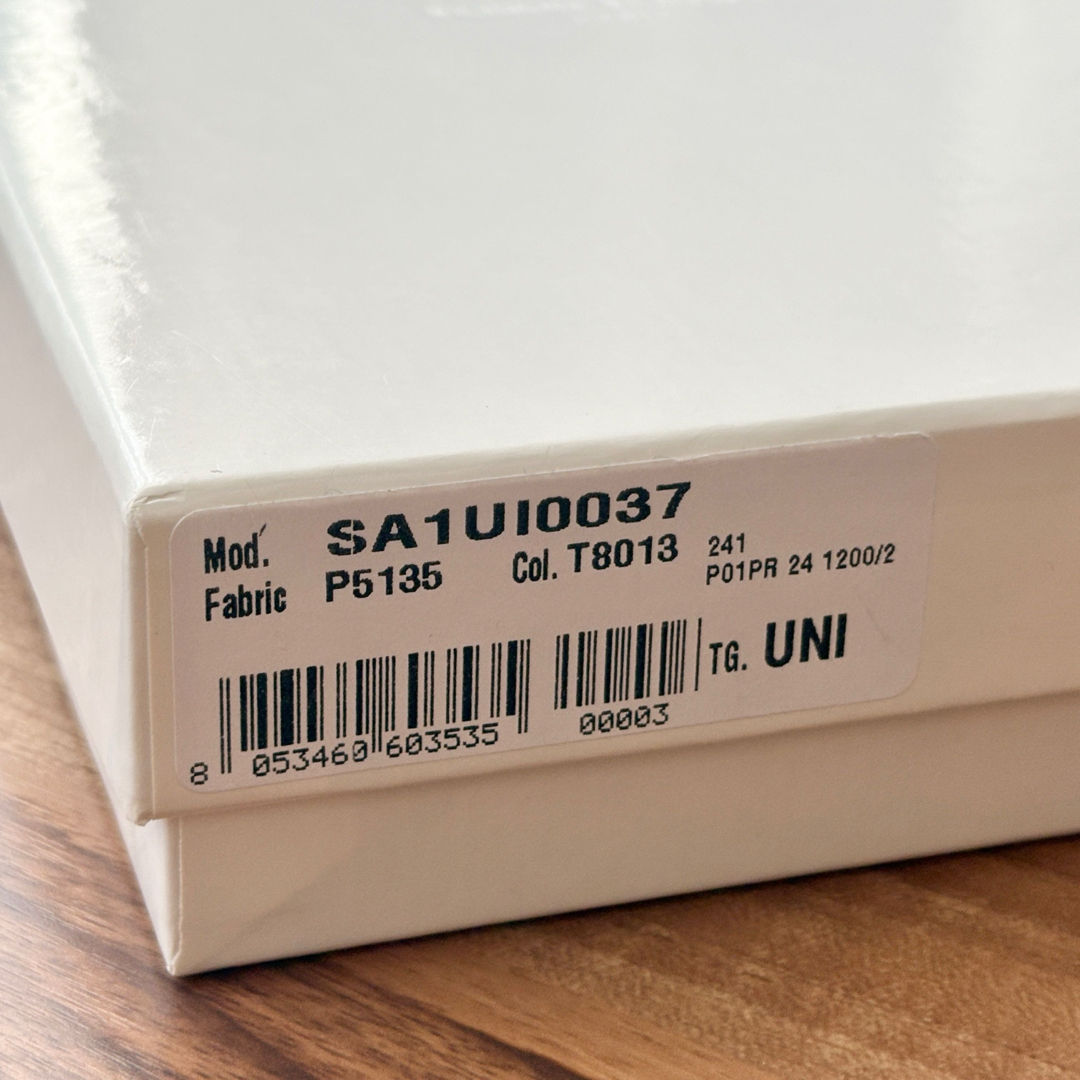 Mod. SA1UI0037
Fabric P5135 Col. T8013 241
P01PR 24 1200/2
TG. UNI
8 053460 603535 00003